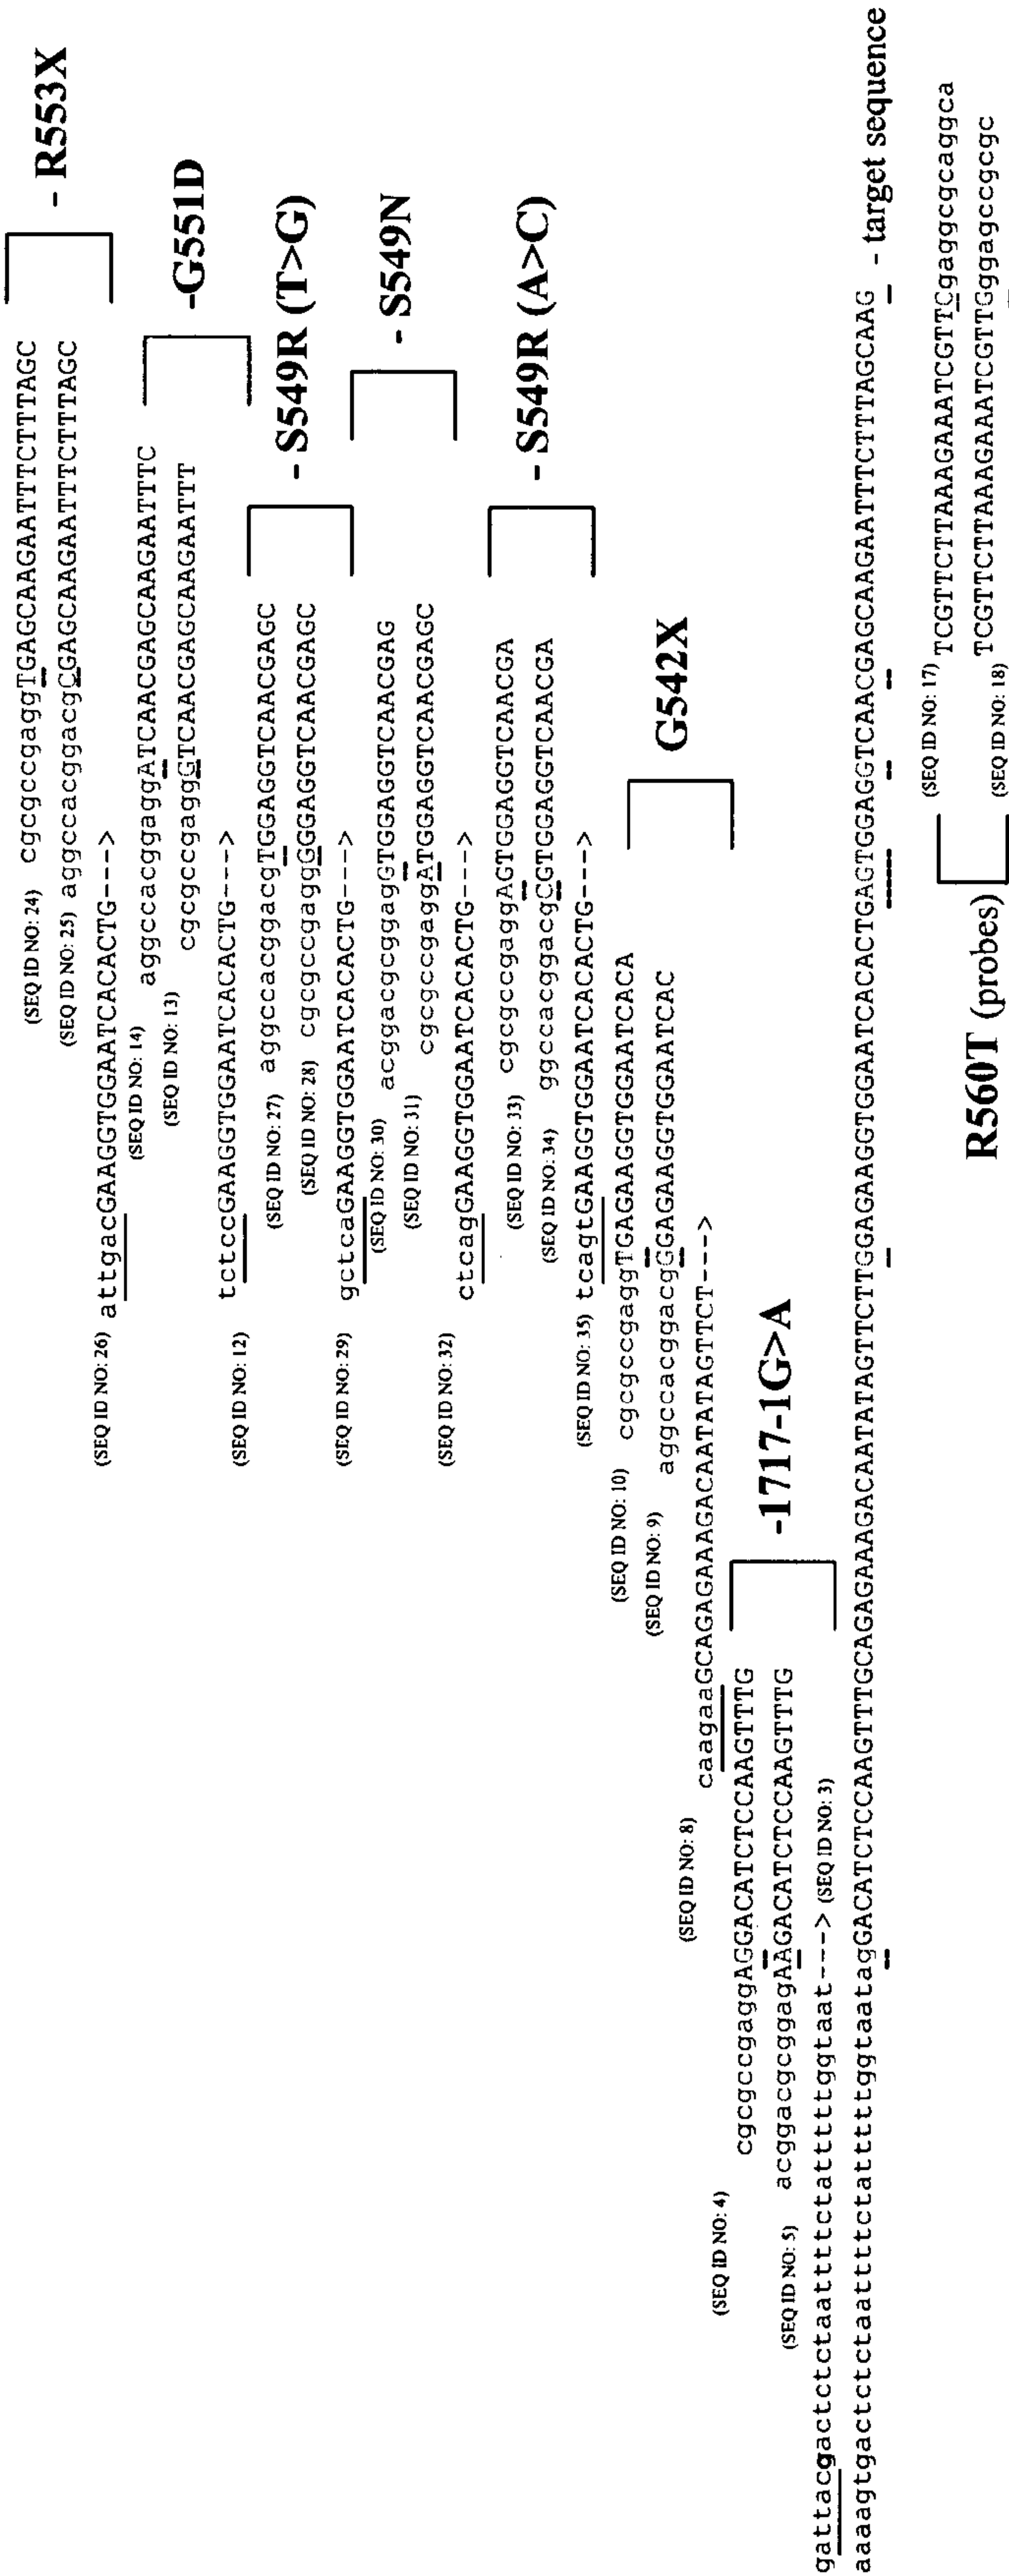 - R553X
(SEQ ID NO: 24) cgcgccgaggTGAGCAAGAATTTCTTTAGC
(SEQ ID NO: 25) aggccacggacgCGAGCAAGAATTTCTTTAGC
(SEQ ID NO: 26) attgacGAAGGTGGAATCACACTG---->
-G551D
(SEQ ID NO: 14) aggccacggaggATCAACGAGCAAGAATTTC
(SEQ ID NO: 13) cgcgccgaggGTCAACGAGCAAGAATTT
(SEQ ID NO: 12) tctccGAAGGTGGAATCACACTG---->
- S549R (T>G)
(SEQ ID NO: 27) aggccacggacgTGGAGGTCAACGAGC
(SEQ ID NO: 28) cgcgccgaggGGGAGGTCAACGAGC
(SEQ ID NO: 29) gctcaGAAGGTGGAATCACACTG---->
- S549N
(SEQ ID NO: 30) acggacgcggagGTGGAGGTCAACGAG
(SEQ ID NO: 31) cgcgccgaggATGGAGGTCAACGAGC
(SEQ ID NO: 32) ctcagGAAGGTGGAATCACACTG---->
- S549R (A>C)
(SEQ ID NO: 33) cgcgccgaggAGTGGAGGTCAACGA
(SEQ ID NO: 34) ggccacggacgCGTGGAGGTCAACGA
(SEQ ID NO: 35) tcagtGAAGGTGGAATCACACTG---->
G542X
(SEQ ID NO: 10) cgcgccgaggTGAGAAGGTGGAATCACA
(SEQ ID NO: 9) aggccacggacgGGAGAAGGTGGAATCAC
(SEQ ID NO: 8) caagaaGCAGAGAAAGACAATATAGTTCT---->
-1717-1G>A
(SEQ ID NO: 4) cgcgccgaggAGGACATCTCCAAGTTTG
(SEQ ID NO: 5) acggacgcggagAAGACATCTCCAAGTTTG
gattacgactctctaattttctatttttggtaat----> (SEQ ID NO: 3)
aaaagtgactctctaattttctatttttggtaatagGACATCTCCAAGTTTGCAGAGAAAGACAATATAGTTCTTGGAGAAGGTGGAATCACACTGAGTGGAGGTCAACGAGCAAGAATTTCTTTAGCAAG - target sequence
(SEQ ID NO: 17) TCGTTCTTAAAGAAATCGTTCgaggcgcaggca
R560T (probes)
(SEQ ID NO: 18) TCGTTCTTAAAGAAATCGTTGggagccgcgc